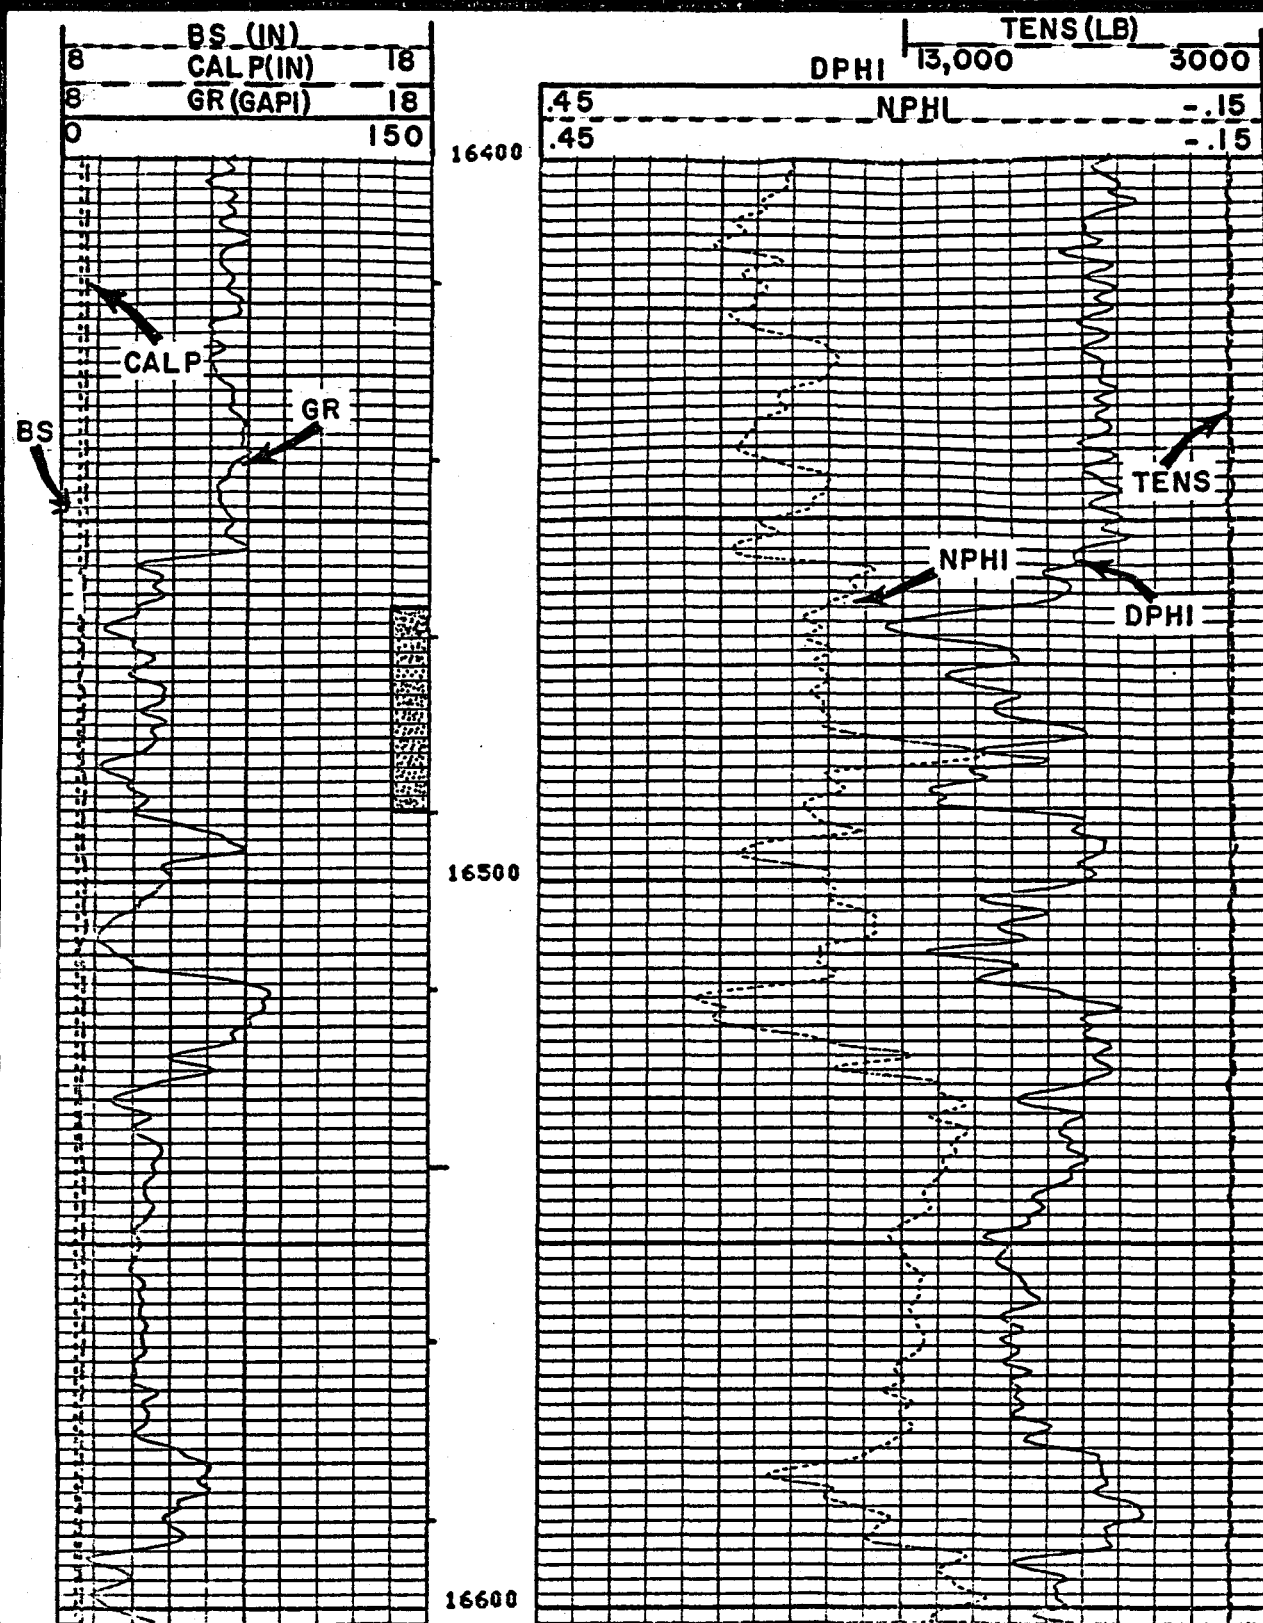 BS (IN)
8 18
CALP(IN)
8 18
GR(GAPI)
0 150
TENS(LB)
13,000 3000
DPHI
.45 -.15
NPHI
.45 -.15
16400
CALP
GR
BS
TENS
NPHI
DPHI
16500
16600